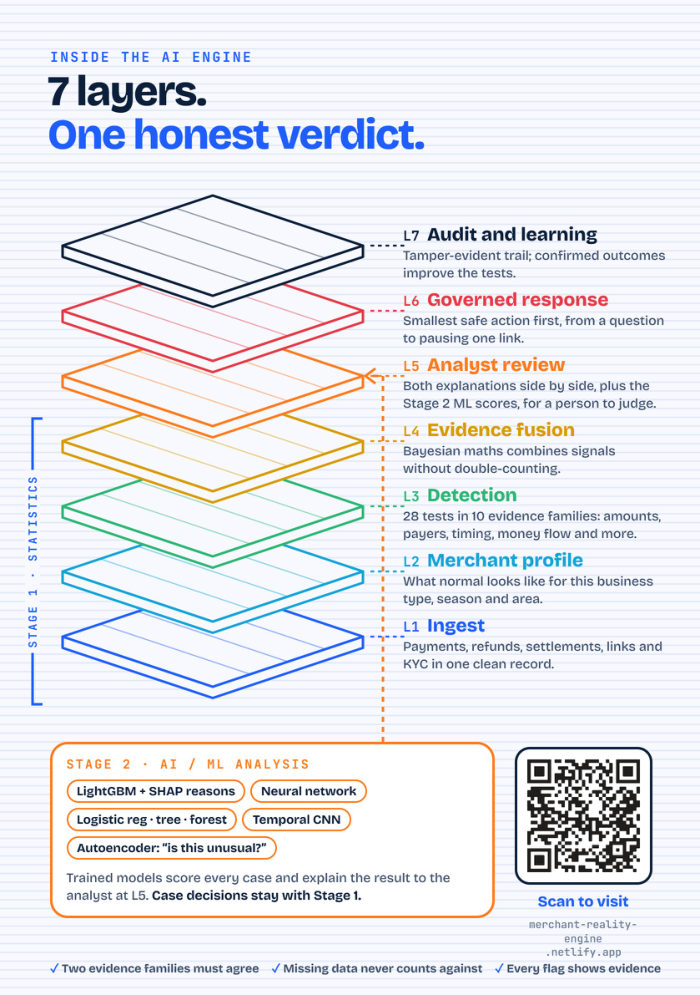 INSIDE THE AI ENGINE
7 layers.
One honest verdict.
L7 Audit and learning
Tamper-evident trail; confirmed outcomes
improve the tests.
L6 Governed response
Smallest safe action first, from a question
to pausing one link.
L5 Analyst review
Both explanations side by side, plus the
Stage 2 ML scores, for a person to judge.
L4 Evidence fusion
Bayesian maths combines signals
without double-counting.
L3 Detection
28 tests in 10 evidence families: amounts,
payers, timing, money flow and more.
L2 Merchant profile
What normal looks like for this business
type, season and area.
L1 Ingest
Payments, refunds, settlements, links and
KYC in one clean record.
STAGE 1 · STATISTICS
STAGE 2 · AI / ML ANALYSIS
LightGBM + SHAP reasons
Neural network
Logistic reg · tree · forest
Temporal CNN
Autoencoder: “is this unusual?”
Trained models score every case and explain the result to the
analyst at L5. Case decisions stay with Stage 1.
Scan to visit
merchant-reality-
engine
.netlify.app
✓ Two evidence families must agree ✓ Missing data never counts against ✓ Every flag shows evidence